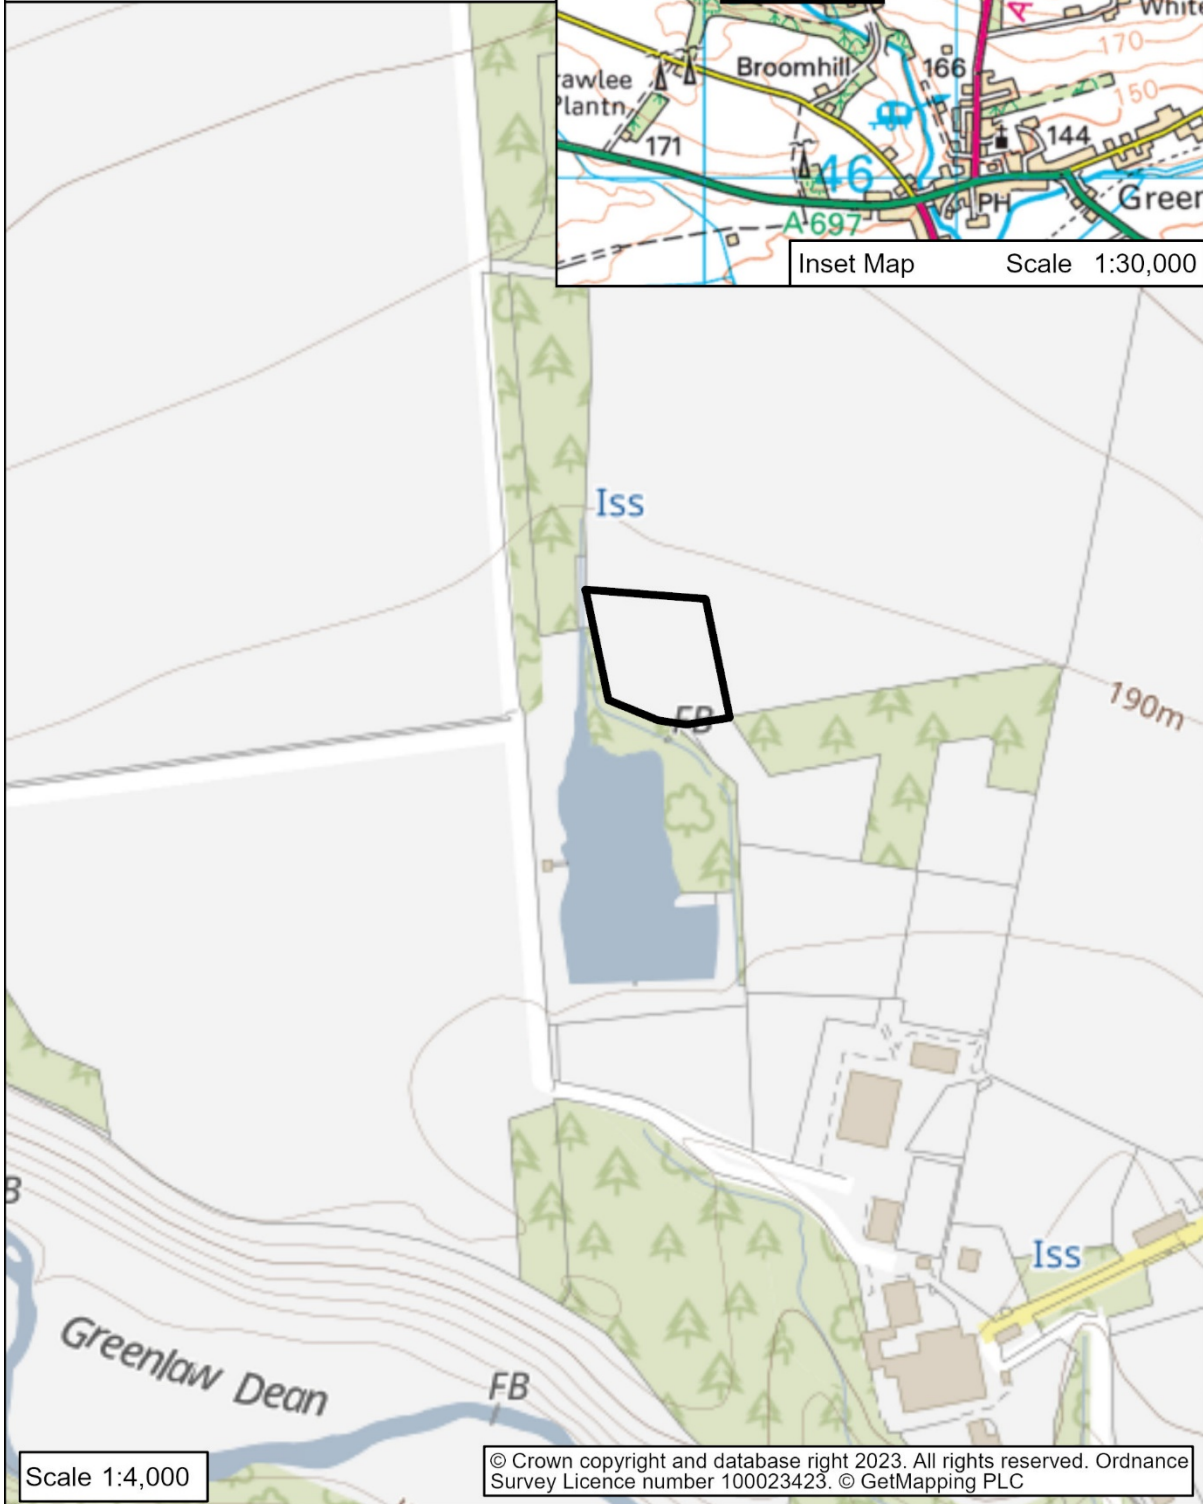 A
White
170
Broomhill
166
rawlee
Plantn
150
171
144
46
PH
Green
A 697
Inset Map Scale 1:30,000
Iss
FB
190m
B
Iss
Greenlaw Dean
FB
Scale 1:4,000
© Crown copyright and database right 2023. All rights reserved. Ordnance
Survey Licence number 100023423. © GetMapping PLC